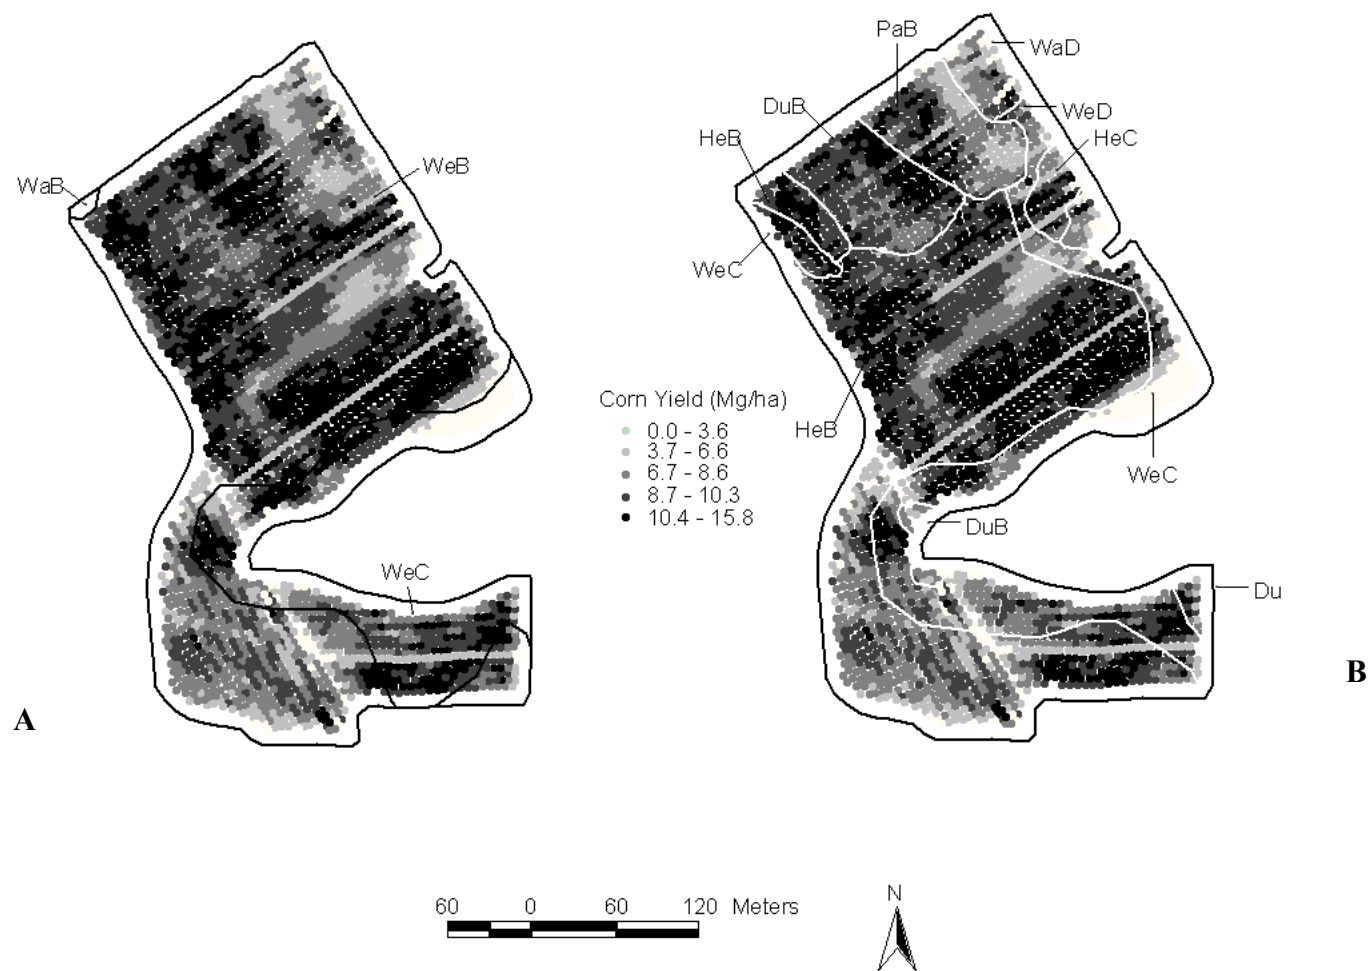 PaB
WaD
DuB
WeD
HeB
HeC
WaB
WeB
WeC
Corn Yield (Mg/ha)
0.0 - 3.6
3.7 - 6.6
6.7 - 8.6
8.7 - 10.3
10.4 - 15.8
HeB
WeC
DuB
WeC
Du
B
A
60 0 60 120 Meters
N